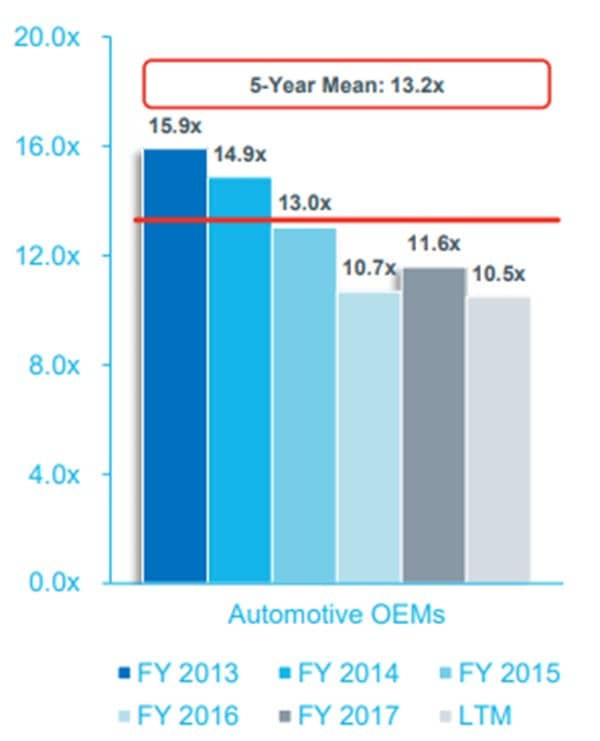 20.0x
5-Year Mean: 13.2x
15.9x
16.0x
14.9x
13.0x
12.0x
11.6x
10.7x
10.5x
8.0x
4.0x
0.0x
Automotive OEMs
FY 2013 FY 2014 FY 2015
FY 2016 FY 2017 LTM